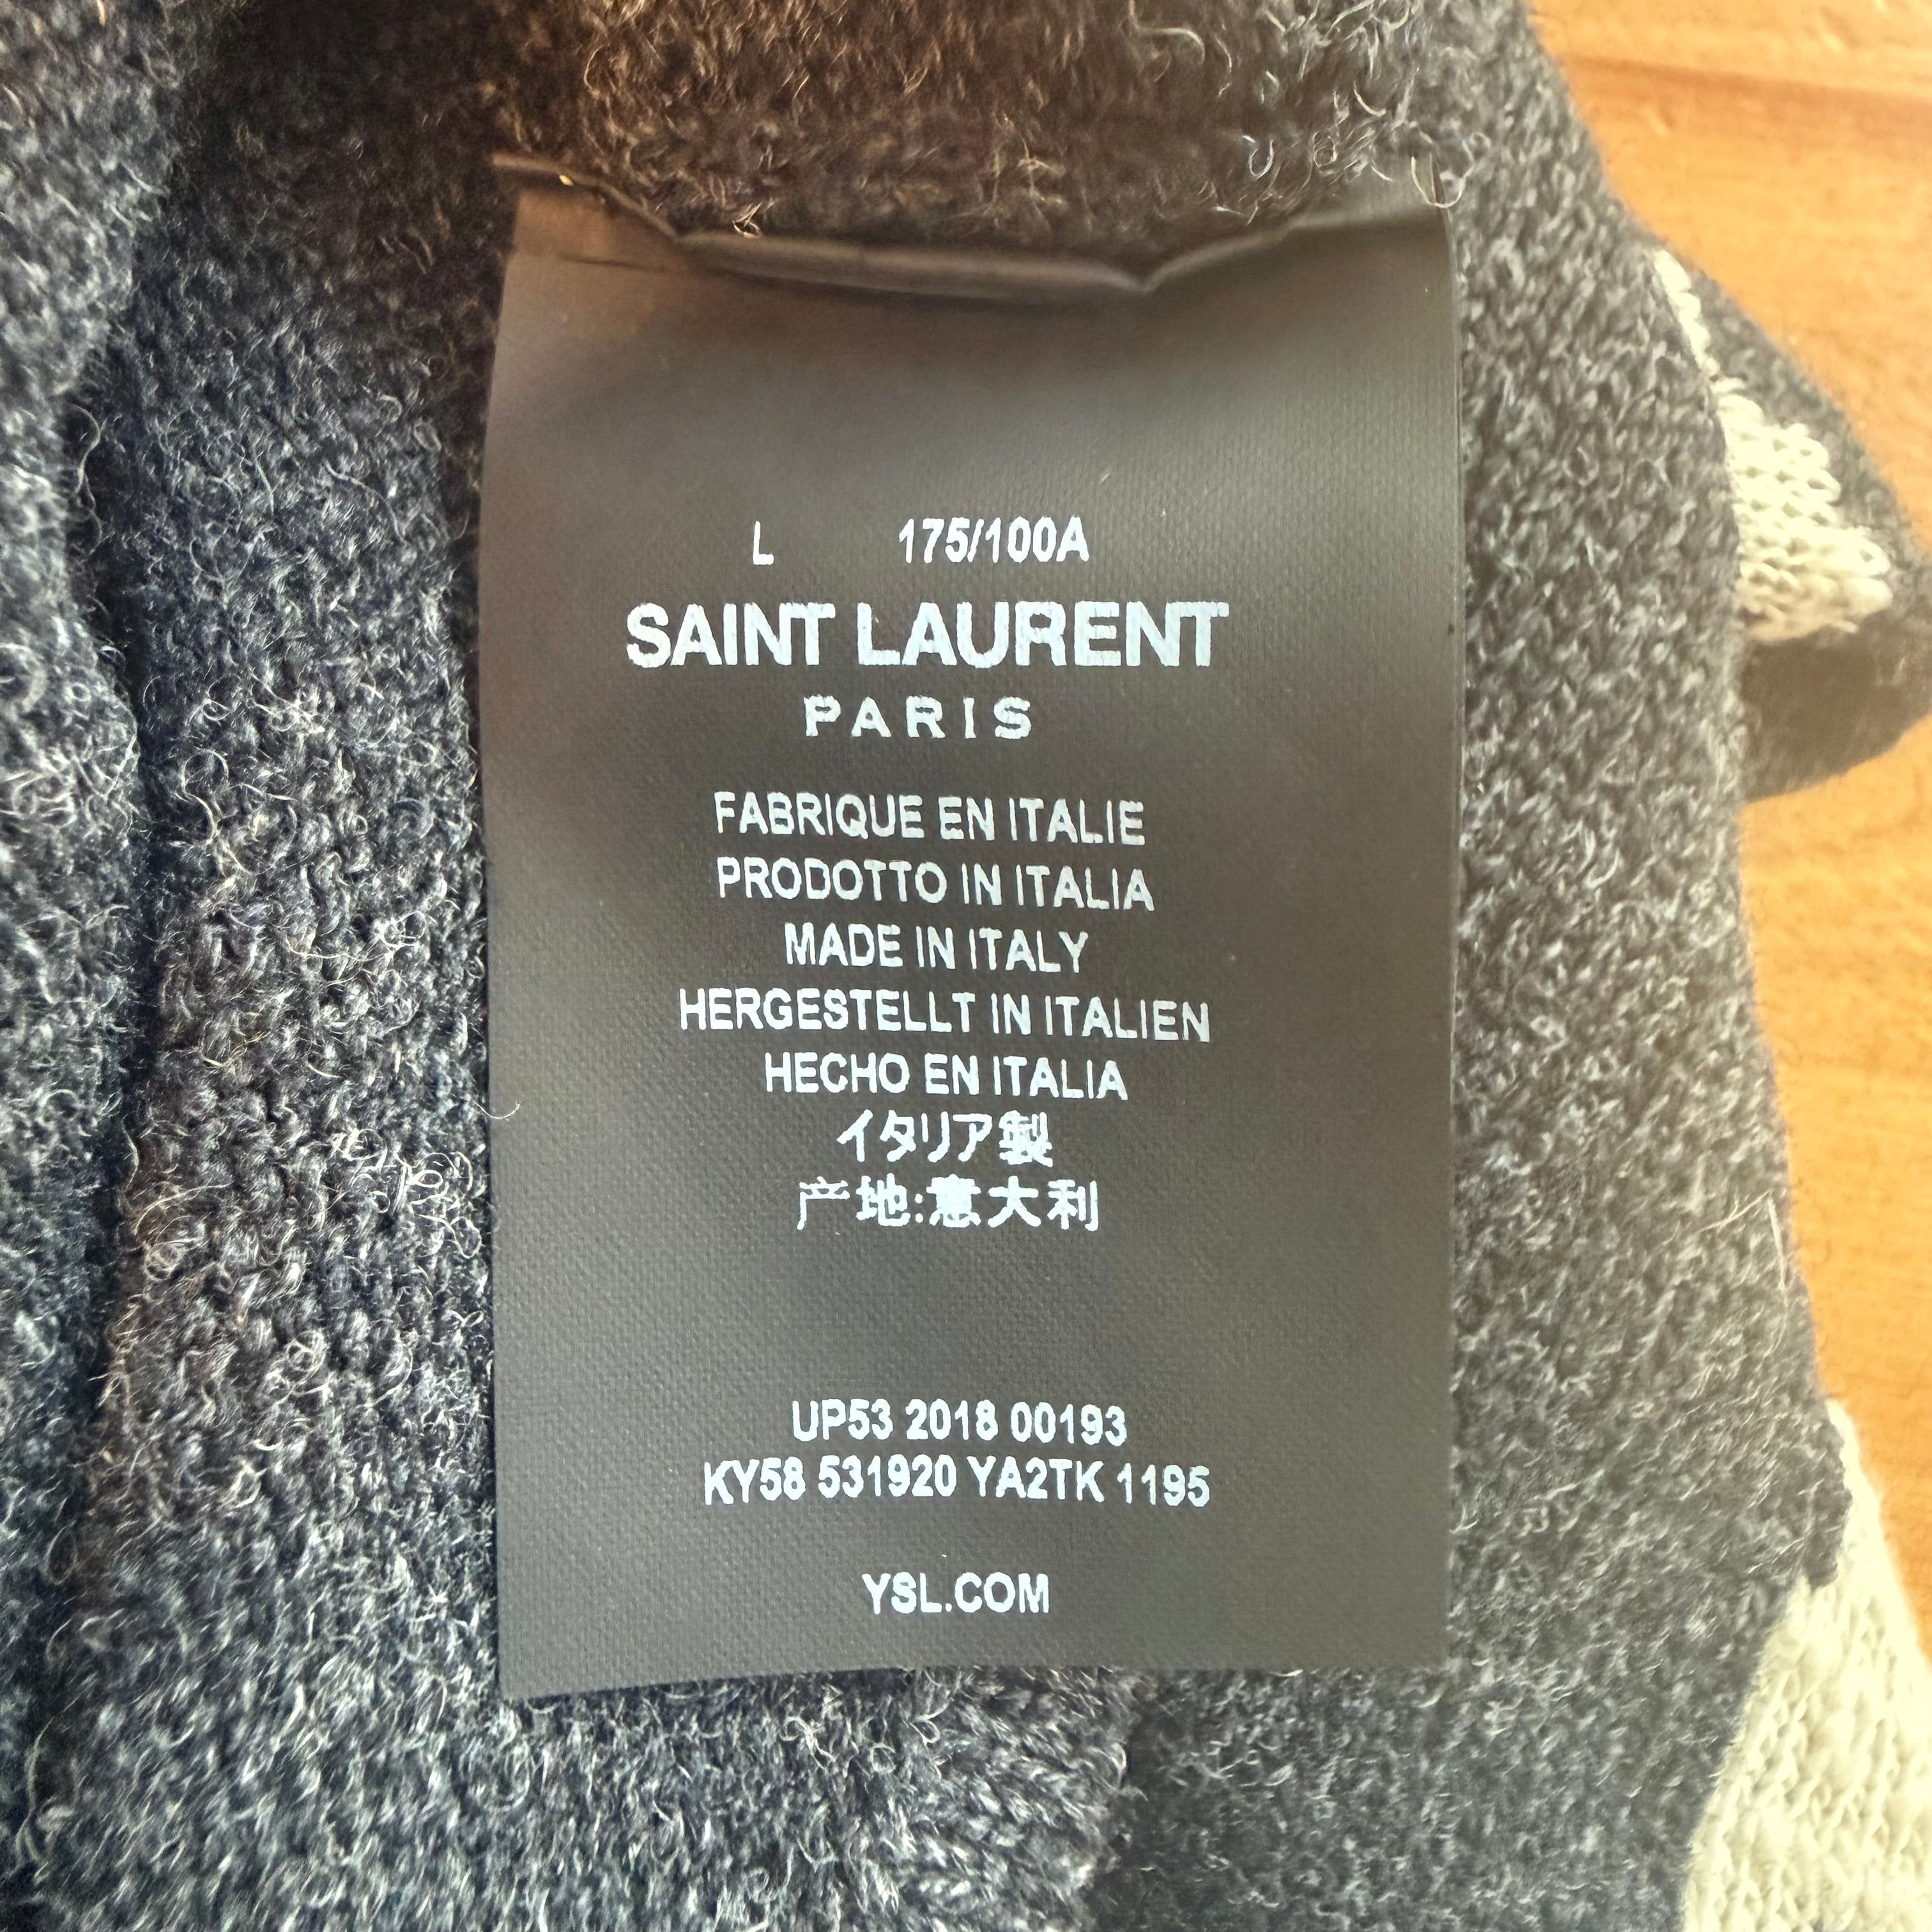 L 175/100A
SAINT LAURENT
PARIS
FABRIQUE EN ITALIE
PRODOTTO IN ITALIA
MADE IN ITALY
HERGESTELLT IN ITALIEN
HECHO EN ITALIA
イタリア製
产地:意大利
UP53 2018 00193
KY58 531920 YA2TK 1195
YSL.COM